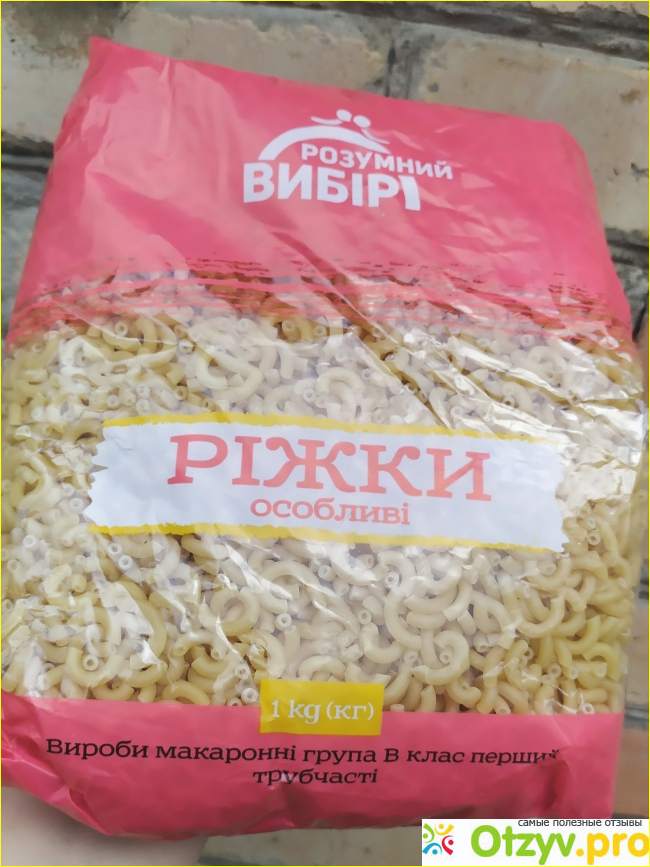 РОЗУМНИЙ
ВИБІР
РІЖКИ
особливі
1 kg (кг)
Вироби макаронні група В клас перший
трубчасті
самые полезные отзывы
Otzyv.pro